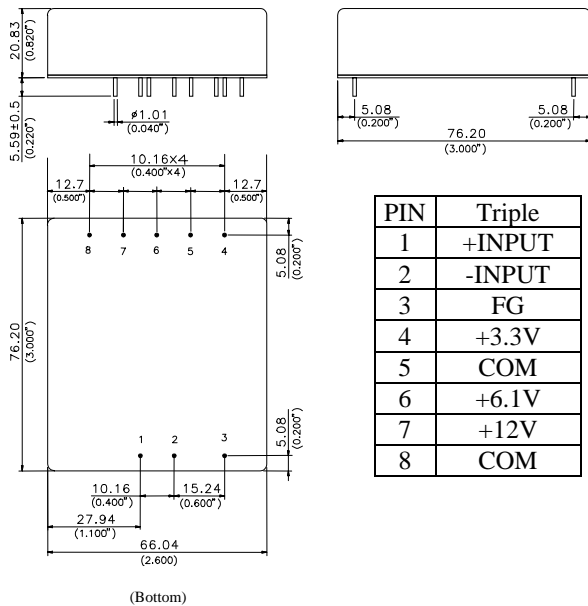 20.83
(0.820")
5.59±0.5
(0.220")
ø1.01
(0.040")
5.08
(0.200")
5.08
(0.200")
76.20
(3.000")
10.16×4
(0.400"×4)
12.7
(0.500")
12.7
(0.500")
8 7 6 5 4
5.08
(0.200")
76.20
(3.000")
1 2 3
5.08
(0.200")
10.16
(0.400")
15.24
(0.600")
27.94
(1.100")
66.04
(2.600)
(Bottom)
PIN Triple
1 +INPUT
2 -INPUT
3 FG
4 +3.3V
5 COM
6 +6.1V
7 +12V
8 COM